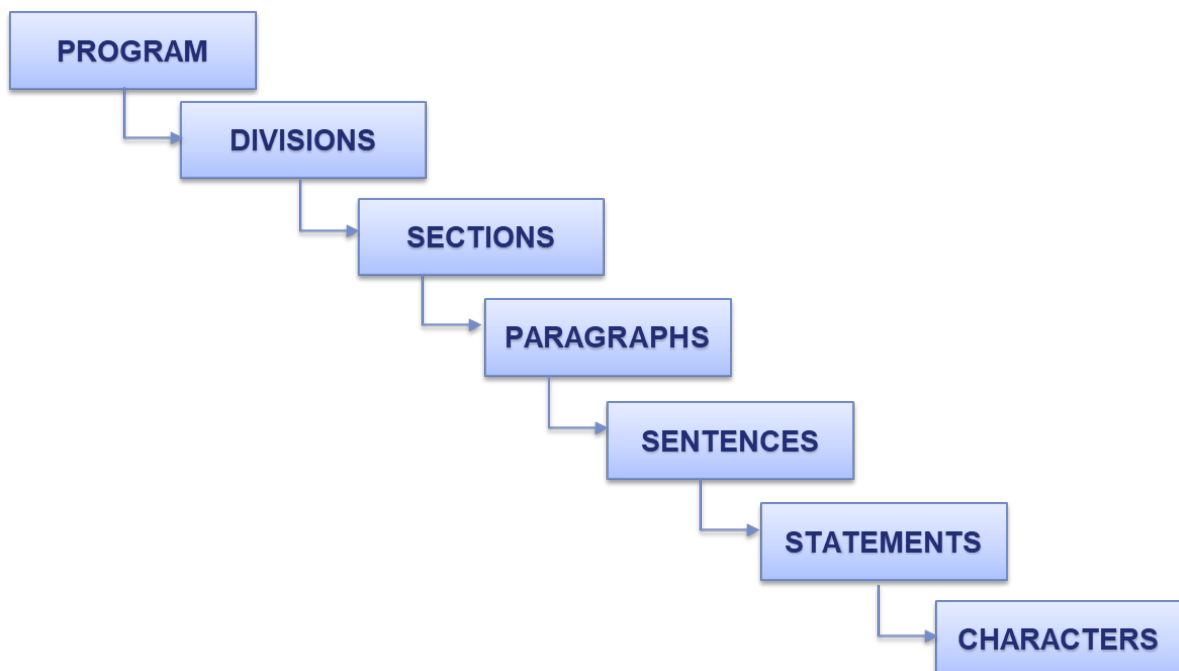 PROGRAM
DIVISIONS
SECTIONS
PARAGRAPHS
SENTENCES
STATEMENTS
CHARACTERS